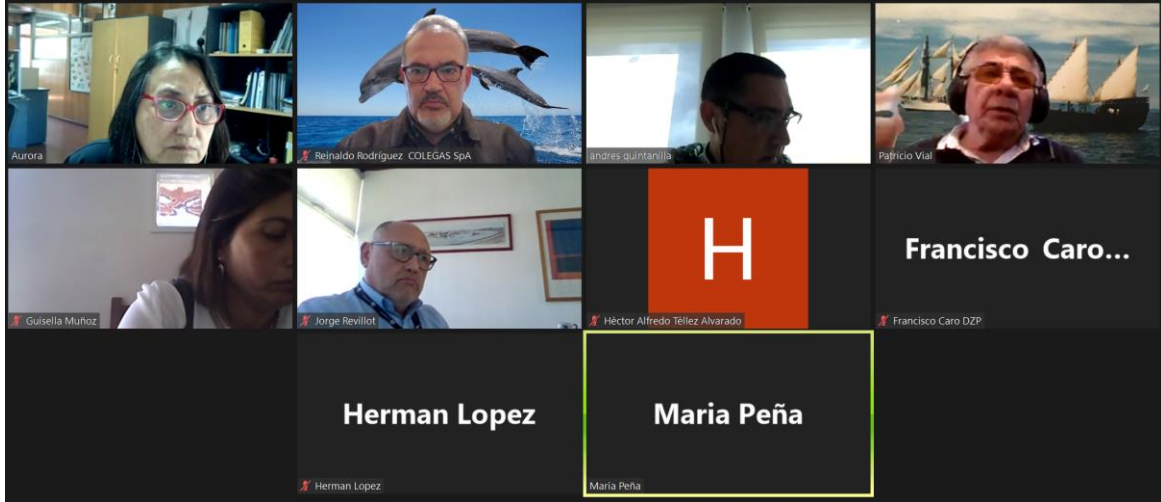 Aurora
Reinaldo Rodríguez COLEGAS SpA
andres quintanilla
Patricio Vial
Guisella Muñoz
Jorge Revillot
H
Héctor Alfredo Téllez Alvarado
Francisco Caro...
Francisco Caro DZP
Herman Lopez
Herman Lopez
Maria Peña
Maria Peña